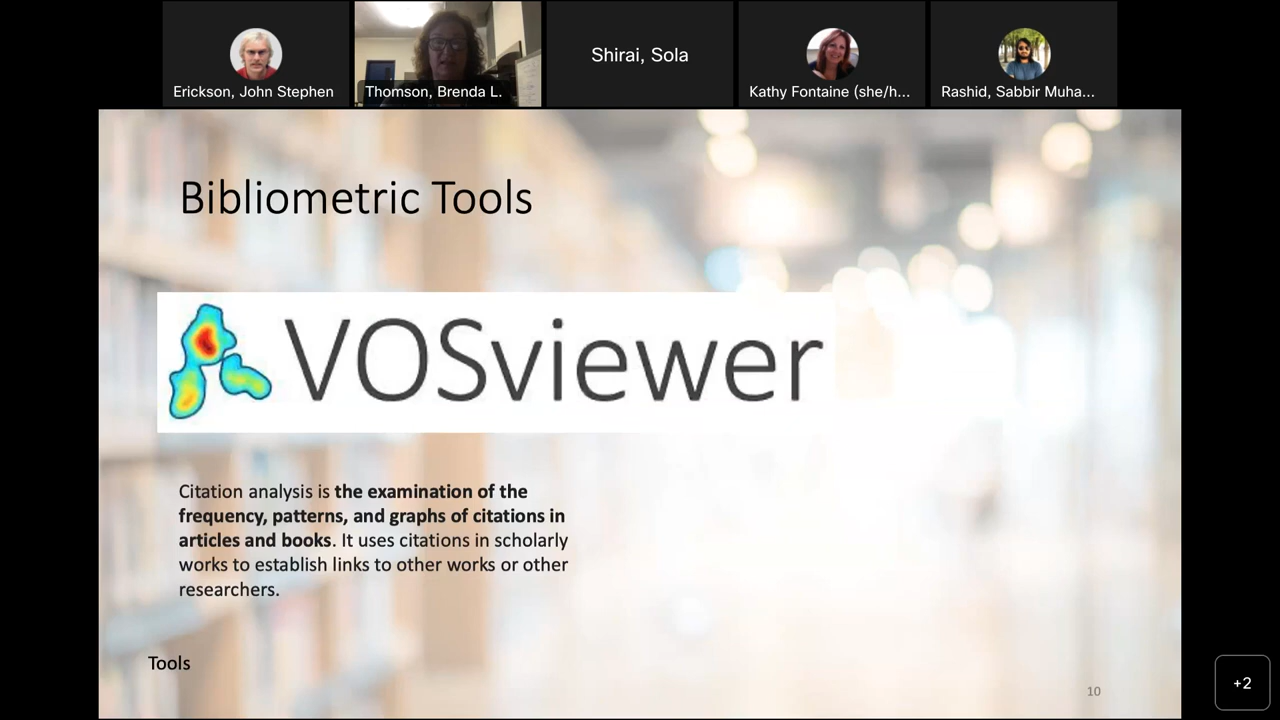 Erickson, John Stephen
Thomson, Brenda L.
Shirai, Sola
Kathy Fontaine (she/h...
Rashid, Sabbir Muha...
Bibliometric Tools
VOSviewer
Citation analysis is the examination of the
frequency, patterns, and graphs of citations in
articles and books. It uses citations in scholarly
works to establish links to other works or other
researchers.
Tools
10
+2